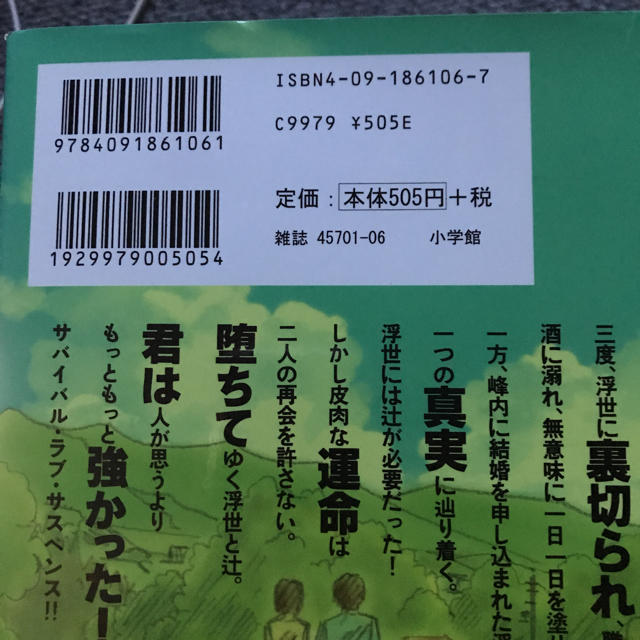 ISBN4-09-186106-7
C9979 ¥505E
9784091861061
1929979005054
定価：本体505円＋税
雑誌 45701-06 小学館
三度、浮世に裏切られ、
酒に溺れ、無意味に一日一日を
一方、峰内に結婚を申し込まれた
一つの真実に辿り着く。
浮世には辻が必要だった！
しかし皮肉な運命は
二人の再会を許さない。
堕ちてゆく浮世と辻。
君は人が思うより
もっともっと強かった！
サバイバル・ラブ・サスペンス!!